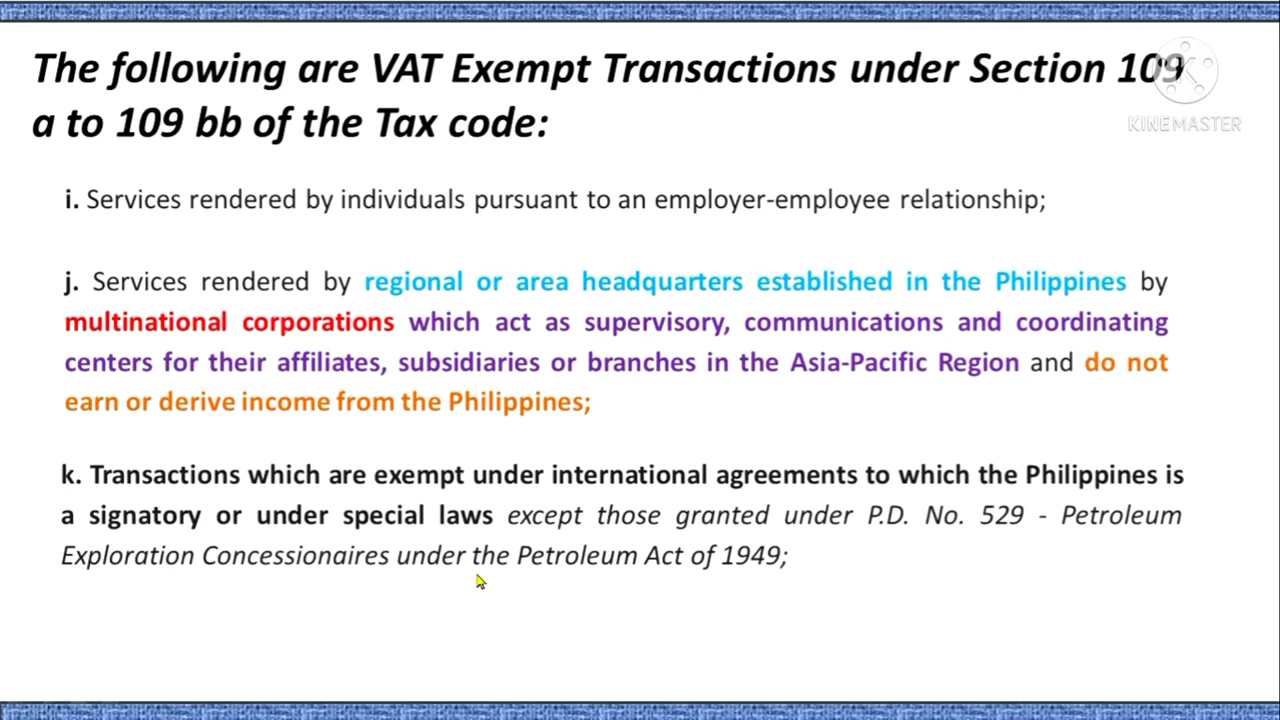 The following are VAT Exempt Transactions under Section 109
KINEMASTER
a to 109 bb of the Tax code:
i. Services rendered by individuals pursuant to an employer-employee relationship;
j. Services rendered by regional or area headquarters established in the Philippines by
multinational corporations which act as supervisory, communications and coordinating
centers for their affiliates, subsidiaries or branches in the Asia-Pacific Region and do not
earn or derive income from the Philippines;
k. Transactions which are exempt under international agreements to which the Philippines is
a signatory or under special laws except those granted under P.D. No. 529 - Petroleum
Exploration Concessionaires under the Petroleum Act of 1949;